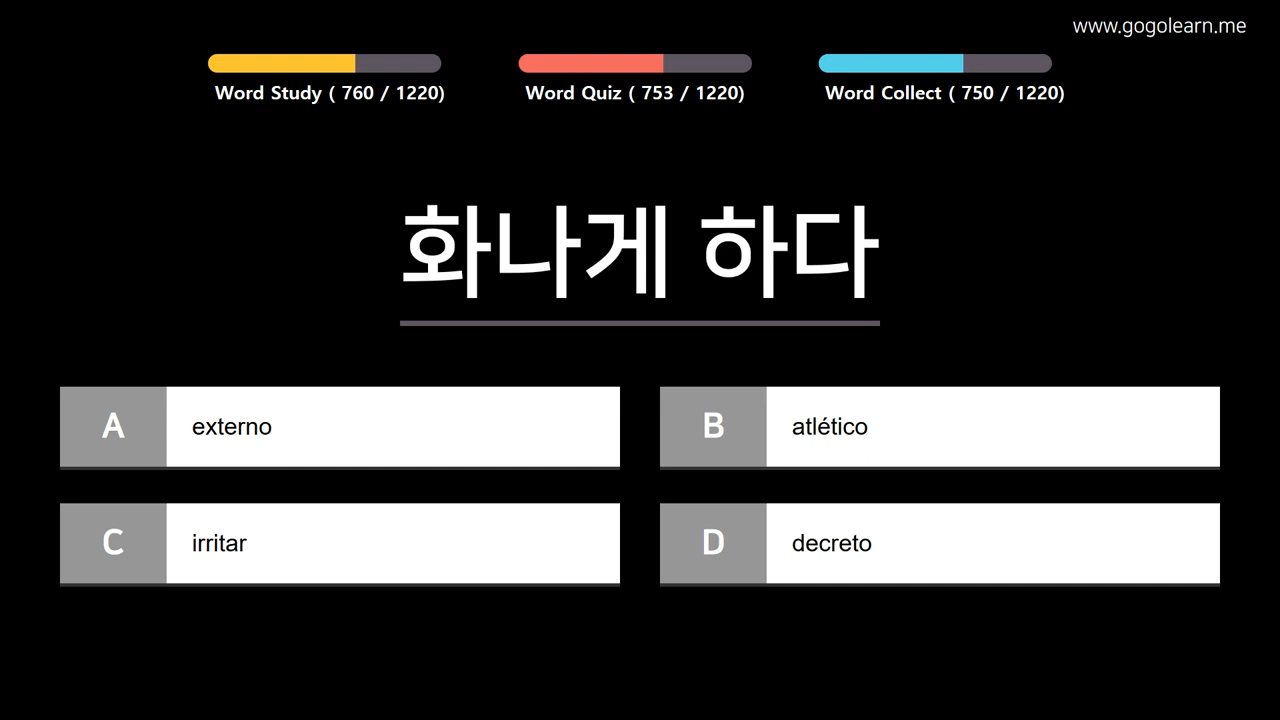 www.gogolearn.me
Word Study ( 760 / 1220)
Word Quiz ( 753 / 1220)
Word Collect ( 750 / 1220)
화나게 하다
A externo
B atlético
C irritar
D decreto